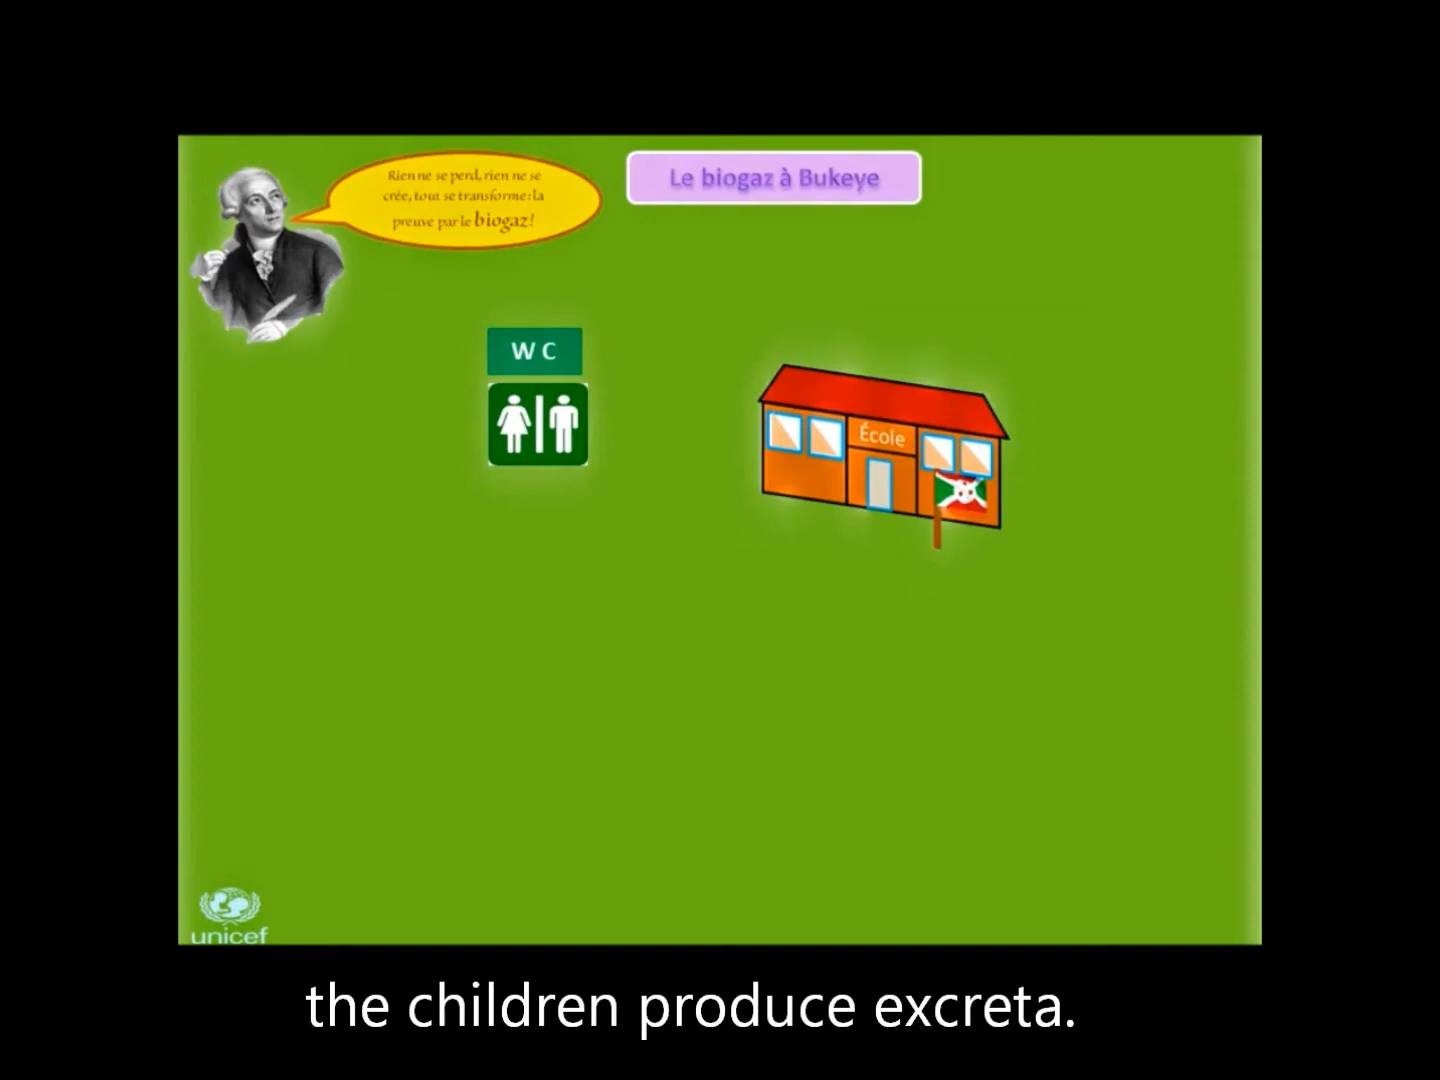 Rien ne se perd, rien ne se
crée, tout se transforme: la
preuve par le biogaz!
Le biogaz à Bukeye
W C
École
unicef
the children produce excreta.